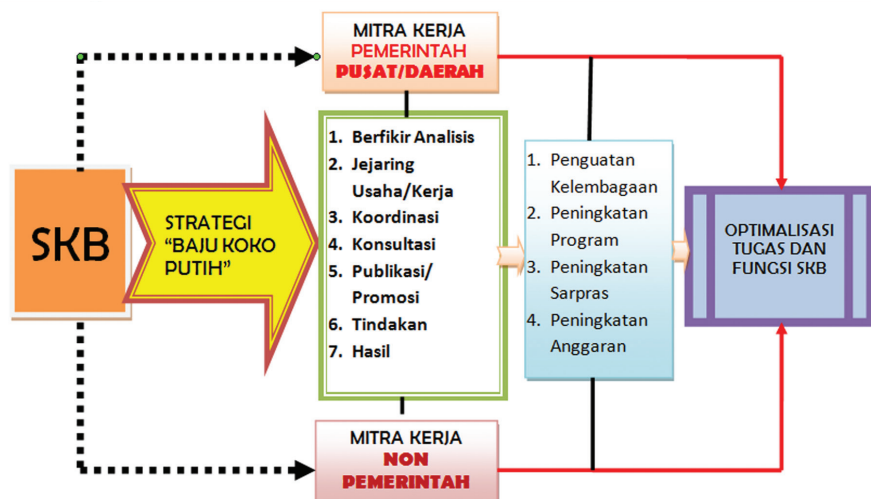 MITRA KERJA
PEMERINTAH
PUSAT/DAERAH
SKB
STRATEGI
“BAJU KOKO
PUTIH”
1. Berfikir Analisis
2. Jejaring
Usaha/Kerja
3. Koordinasi
4. Konsultasi
5. Publikasi/
Promosi
6. Tindakan
7. Hasil
1. Penguatan
Kelembagaan
2. Peningkatan
Program
3. Peningkatan
Sarpras
4. Peningkatan
Anggaran
OPTIMALISASI
TUGAS DAN
FUNGSI SKB
MITRA KERJA
NON
PEMERINTAH